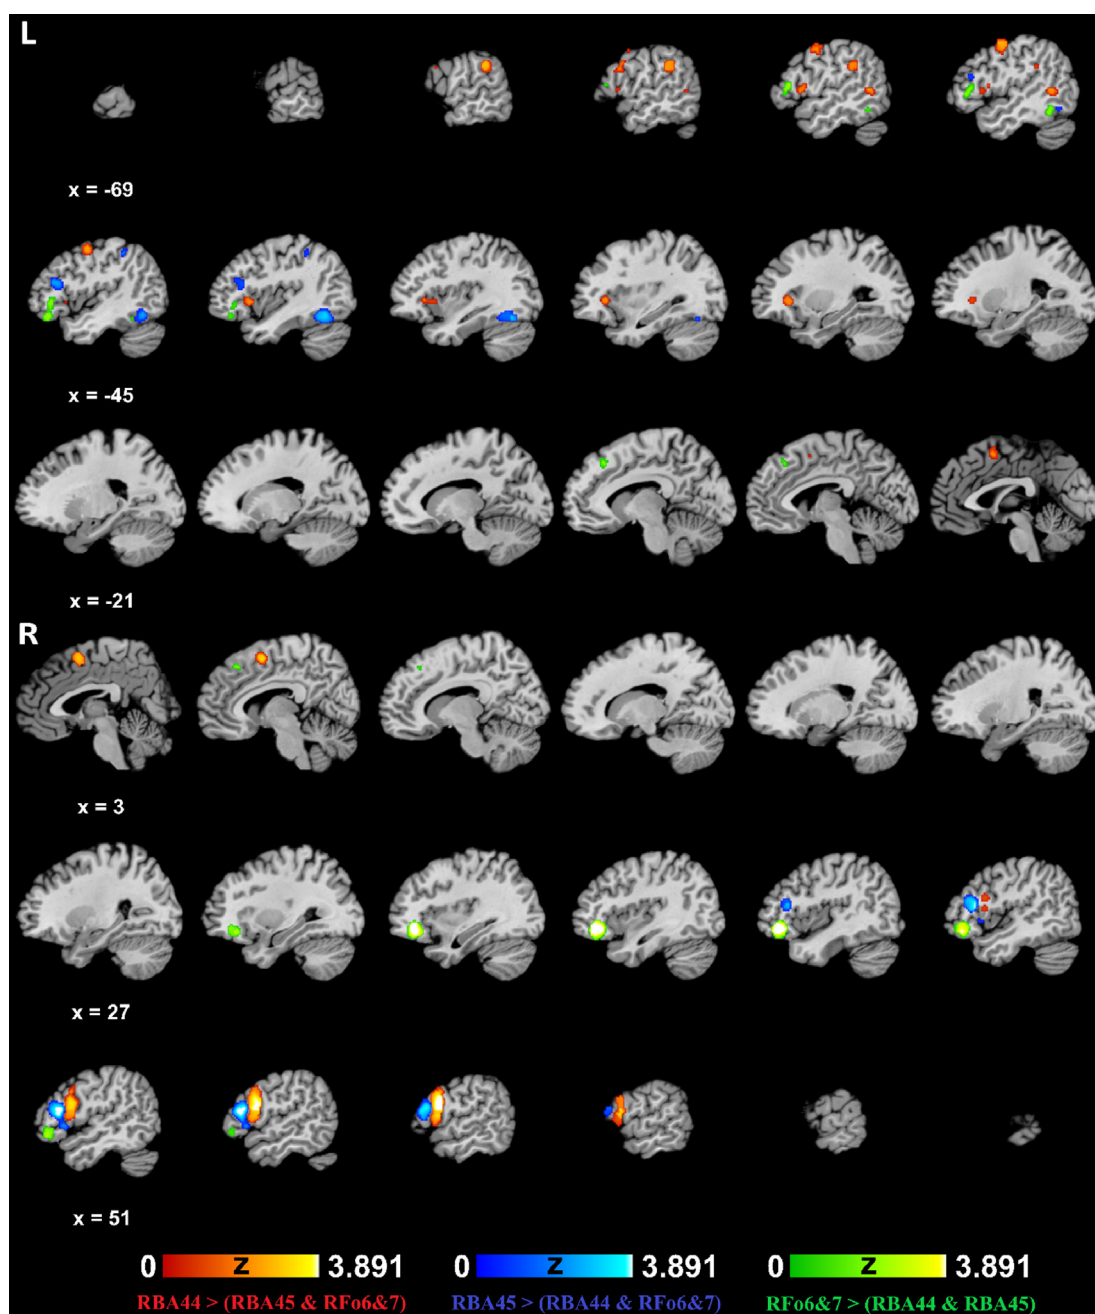 L
x = -69
x = -45
x = -21
R
x = 3
x = 27
x = 51
0 z 3.891 0 z 3.891 0 z 3.891
RBA44 > (RBA45 & RFo6&7) RBA45 > (RBA44 & RFo6&7) RFo6&7 > (RBA44 & RBA45)